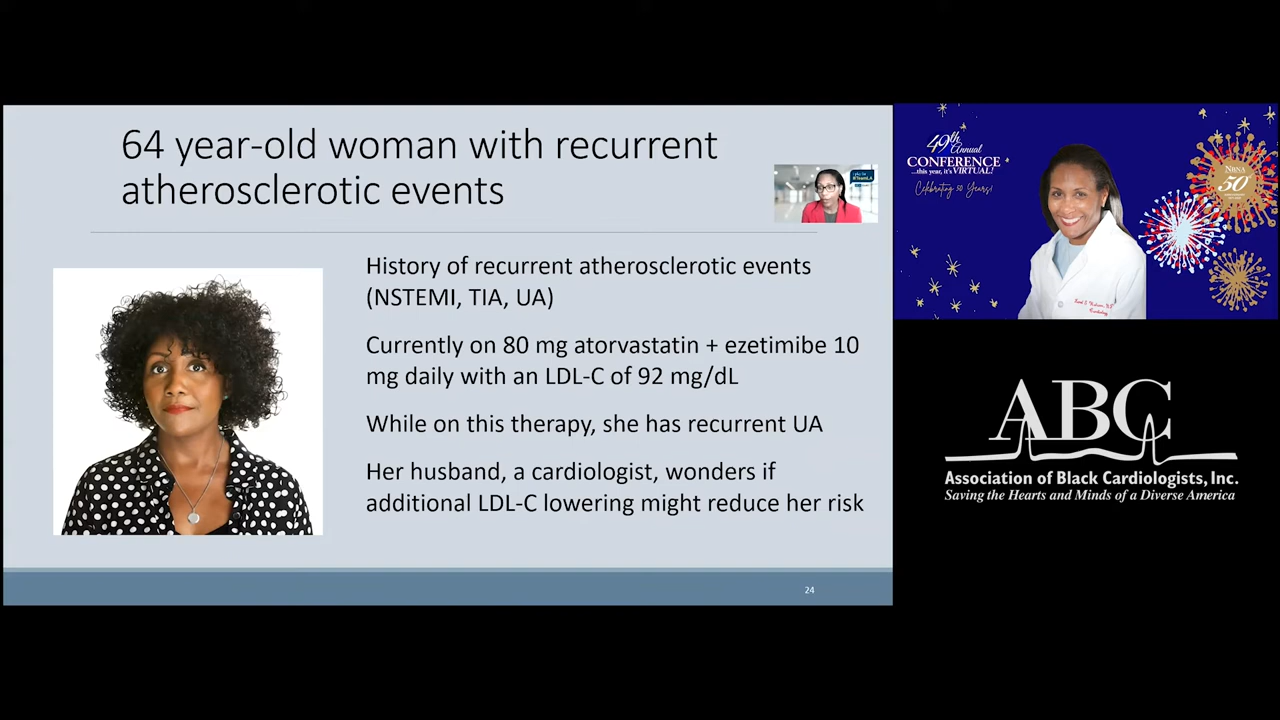 64 year-old woman with recurrent
atherosclerotic events
History of recurrent atherosclerotic events
(NSTEMI, TIA, UA)
Currently on 80 mg atorvastatin + ezetimibe 10
mg daily with an LDL-C of 92 mg/dL
While on this therapy, she has recurrent UA
Her husband, a cardiologist, wonders if
additional LDL-C lowering might reduce her risk
24
49th
Annual
CONFERENCE
...this year, it's VIRTUAL!
Celebrating 50 Years!
NBNA
50
Cardiology
ABC
Association of Black Cardiologists, Inc.
Saving the Hearts and Minds of a Diverse America